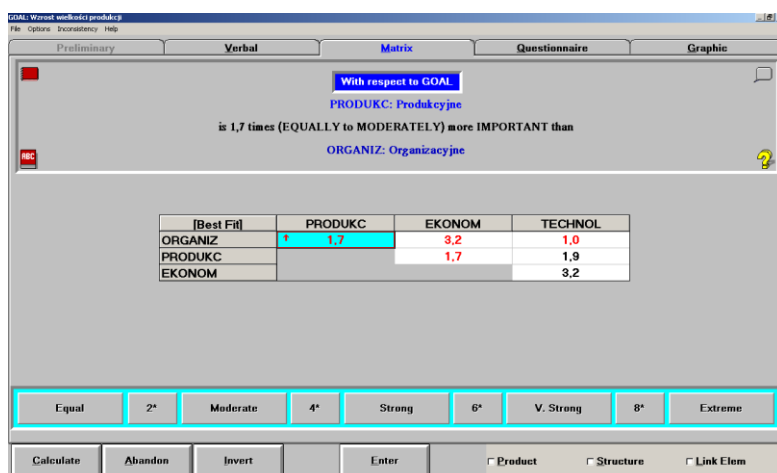 GOAL: Wzrost wielkości produkcji
File Options Inconsistency Help
Preliminary Verbal Matrix Questionnaire Graphic
With respect to GOAL
PRODUKC: Produkcyjne
is 1,7 times (EQUALLY to MODERATELY) more IMPORTANT than
ABC ORGANIZ: Organizacyjne ?
[Best Fit] PRODUKC EKONOM TECHNOL
ORGANIZ ↑ 1,7 3,2 1,0
PRODUKC 1,7 1,9
EKONOM 3,2
Equal 2* Moderate 4* Strong 6* V. Strong 8* Extreme
Calculate Abandon Invert Enter Product Structure Link Elem